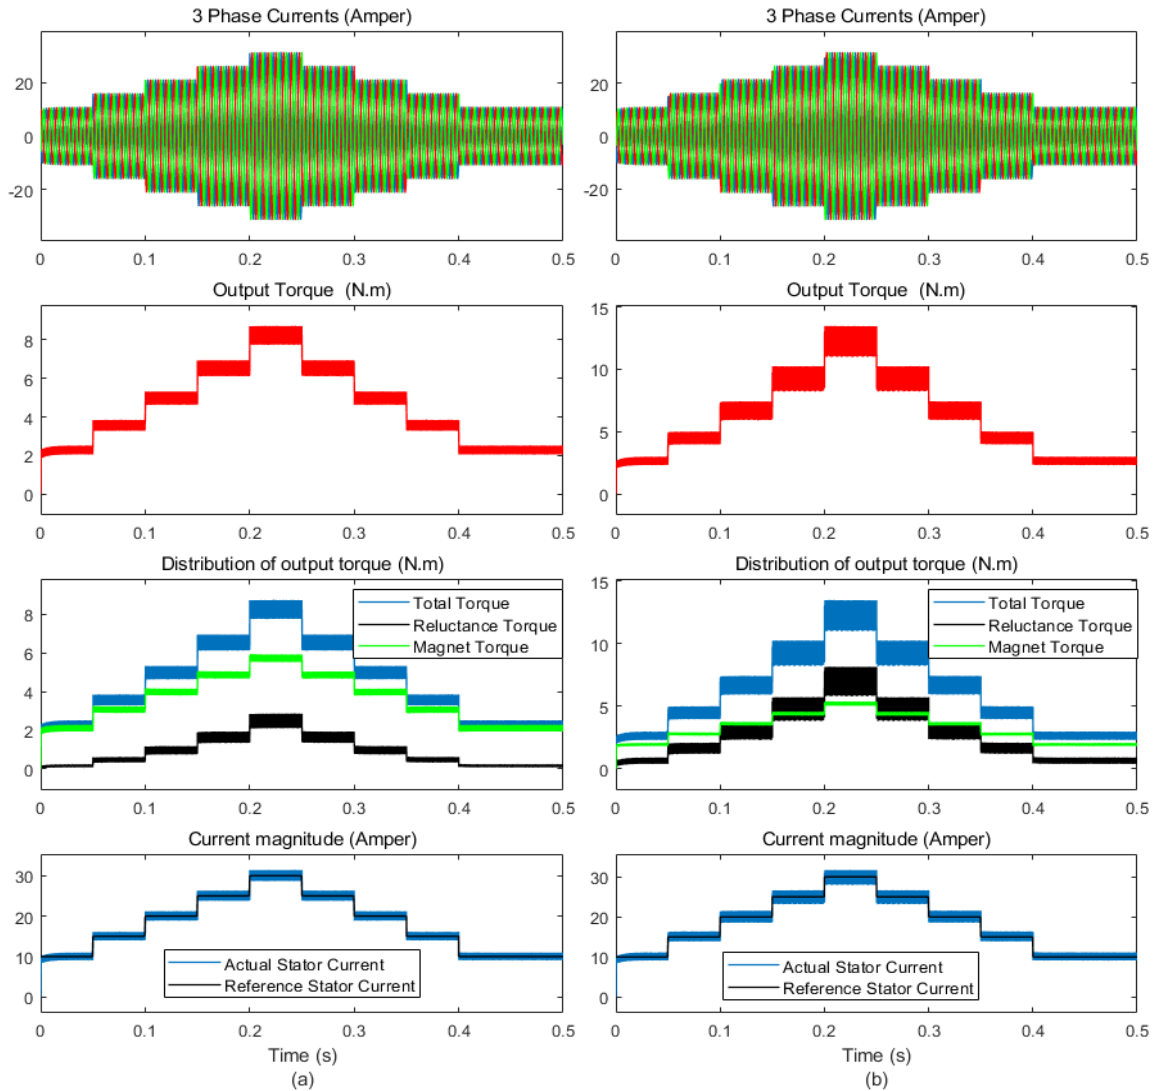 3 Phase Currents (Amper)
20
0
-20
0 0.1 0.2 0.3 0.4 0.5
Output Torque (N.m)
8
6
4
2
0
0 0.1 0.2 0.3 0.4 0.5
Distribution of output torque (N.m)
8
6
4
2
0
Total Torque
Reluctance Torque
Magnet Torque
0 0.1 0.2 0.3 0.4 0.5
Current magnitude (Amper)
30
20
10
0
Actual Stator Current
Reference Stator Current
0 0.1 0.2 0.3 0.4 0.5
Time (s)
(a)
3 Phase Currents (Amper)
20
0
-20
0 0.1 0.2 0.3 0.4 0.5
Output Torque (N.m)
15
10
5
0
0 0.1 0.2 0.3 0.4 0.5
Distribution of output torque (N.m)
15
10
5
0
Total Torque
Reluctance Torque
Magnet Torque
0 0.1 0.2 0.3 0.4 0.5
Current magnitude (Amper)
30
20
10
0
Actual Stator Current
Reference Stator Current
0 0.1 0.2 0.3 0.4 0.5
Time (s)
(b)